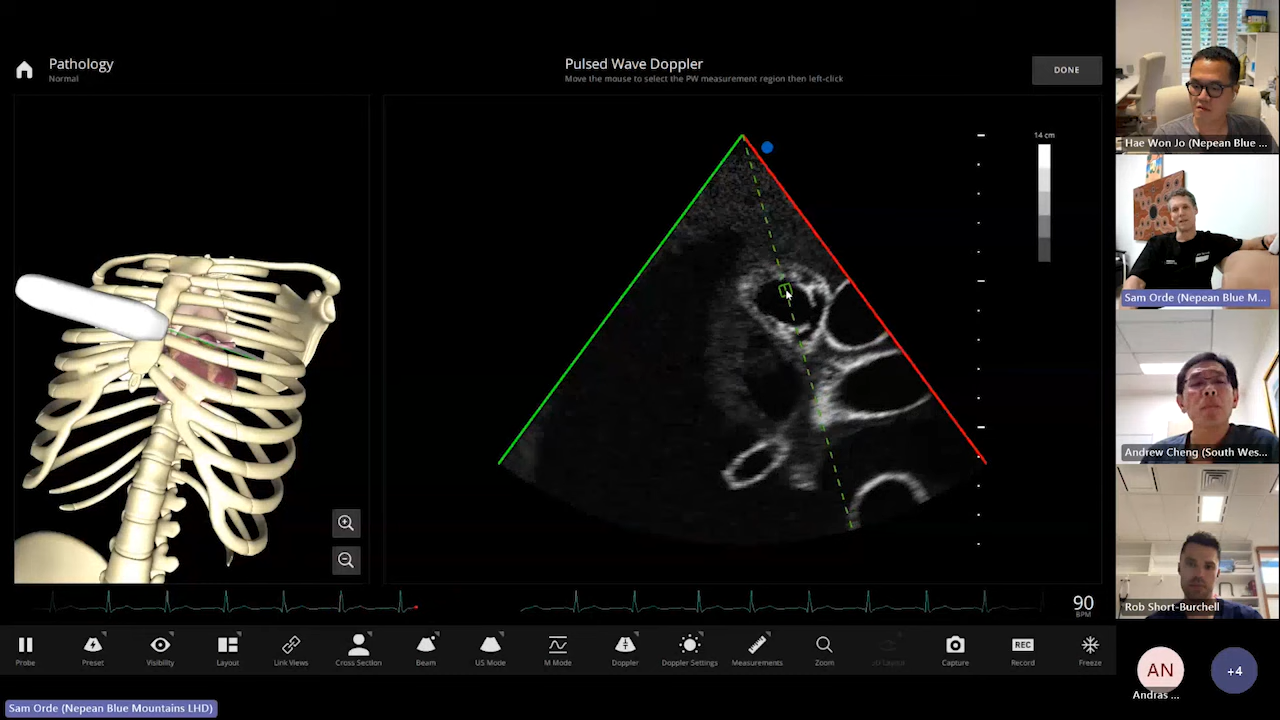 Pathology
Normal
Pulsed Wave Doppler
Move the mouse to select the PW measurement region then left-click
DONE
14 cm
90
BPM
Probe
Preset
Visibility
Layout
Link Views
Cross Section
Beam
US Mode
M Mode
Doppler
Doppler Settings
Measurements
Zoom
Capture
REC
Record
Freeze
Hae Won Jo (Nepean Blue ...
Sam Orde (Nepean Blue M...
Andrew Cheng (South Wes...
Rob Short-Burchell
AN
Andras ...
+4
Sam Orde (Nepean Blue Mountains LHD)